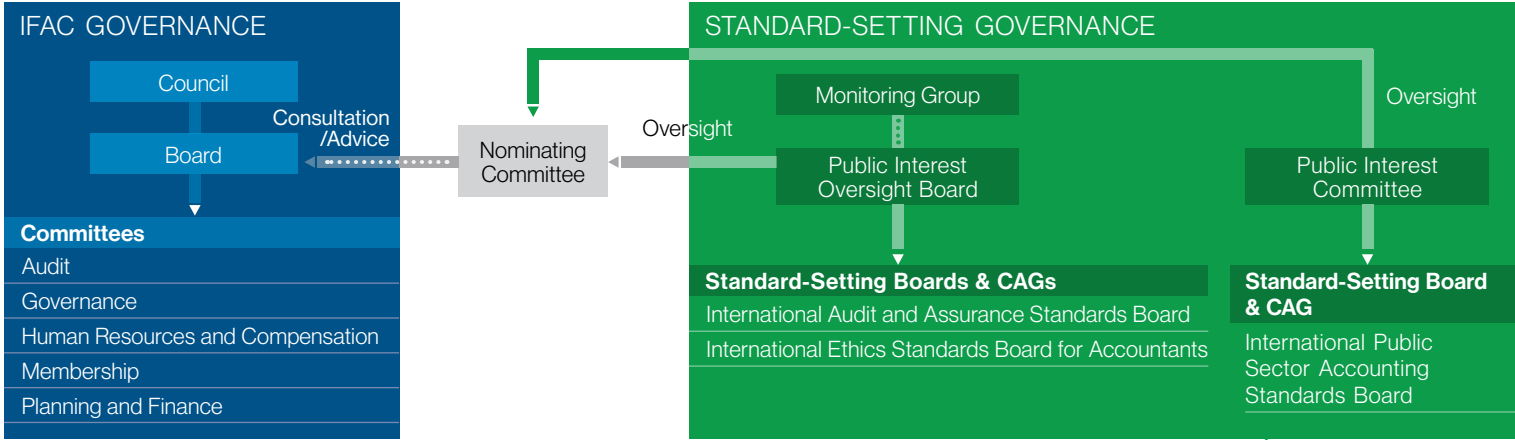 IFAC GOVERNANCE
Council
Board
Consultation
/Advice
Committees
Audit
Governance
Human Resources and Compensation
Membership
Planning and Finance
Nominating
Committee
Oversight
STANDARD-SETTING GOVERNANCE
Monitoring Group
Public Interest
Oversight Board
Oversight
Public Interest
Committee
Standard-Setting Boards & CAGs
International Audit and Assurance Standards Board
International Ethics Standards Board for Accountants
Standard-Setting Board
& CAG
International Public
Sector Accounting
Standards Board